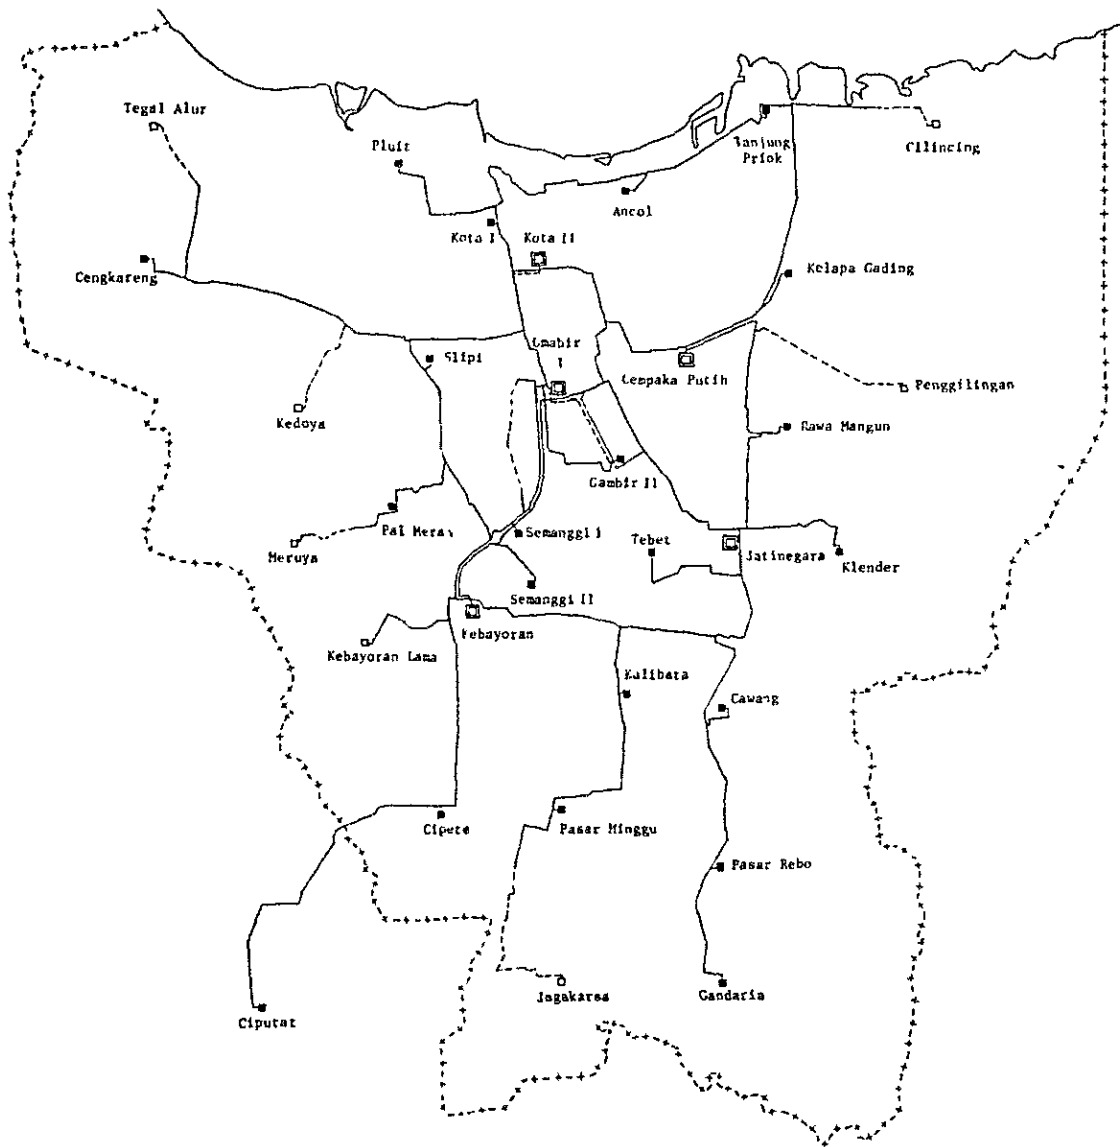 Tegal Alur
Pluit
Tanjung
Priok
Cilincing
Ancol
Kota I
Kota II
Cengkareng
Kelapa Gading
Gmabir
I
Slipi
Cempaka Putih
Penggilingan
Kedoya
Rawa Mangun
Gambir II
Pal Merah
Semanggi I
Tebet
Jatinegara
Klender
Meruya
Semanggi II
Kebayoran
Kebayoran Lama
Kalibata
Cawang
Cipete
Pasar Minggu
Pasar Rebo
Jagakarsa
Gandaria
Ciputat